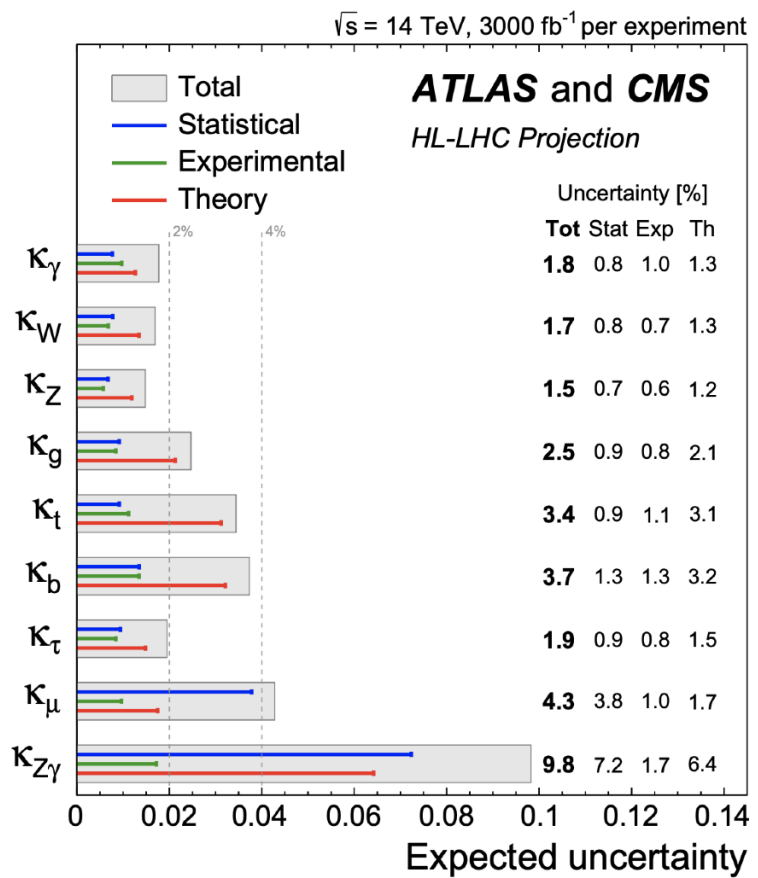 √s = 14 TeV, 3000 fb⁻¹ per experiment
Total
Statistical
Experimental
Theory
ATLAS and CMS
HL-LHC Projection
Uncertainty [%]
Tot Stat Exp Th
2% 4%
κγ 1.8 0.8 1.0 1.3
κW 1.7 0.8 0.7 1.3
κZ 1.5 0.7 0.6 1.2
κg 2.5 0.9 0.8 2.1
κt 3.4 0.9 1.1 3.1
κb 3.7 1.3 1.3 3.2
κτ 1.9 0.9 0.8 1.5
κμ 4.3 3.8 1.0 1.7
κZγ 9.8 7.2 1.7 6.4
0 0.02 0.04 0.06 0.08 0.1 0.12 0.14
Expected uncertainty